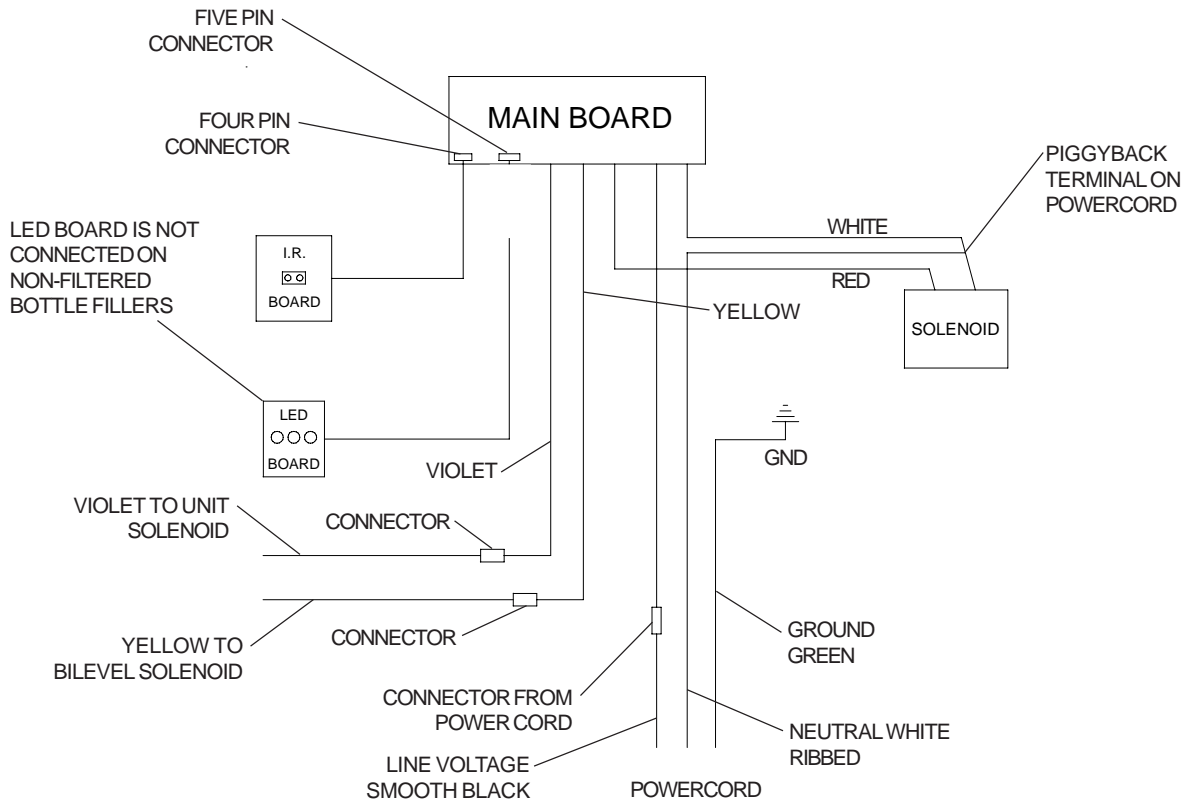 FIVE PIN
CONNECTOR
MAIN BOARD
FOUR PIN
CONNECTOR
PIGGYBACK
TERMINAL ON
POWERCORD
LED BOARD IS NOT
CONNECTED ON
NON-FILTERED
BOTTLE FILLERS
I.R.
BOARD
WHITE
RED
YELLOW
SOLENOID
LED
BOARD
GND
VIOLET
VIOLET TO UNIT
SOLENOID
CONNECTOR
YELLOW TO
BILEVEL SOLENOID
CONNECTOR
GROUND
GREEN
CONNECTOR FROM
POWER CORD
NEUTRAL WHITE
RIBBED
LINE VOLTAGE
SMOOTH BLACK
POWERCORD